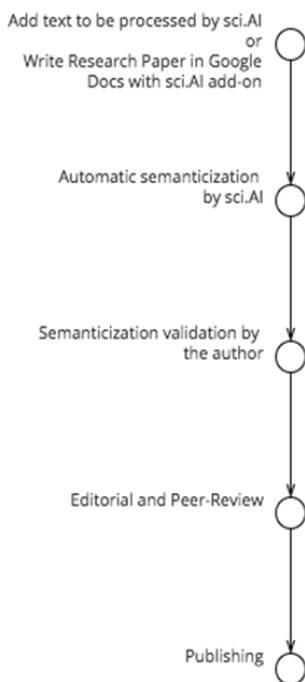 Add text to be processed by sci.AI
or
Write Research Paper in Google
Docs with sci.AI add-on
Automatic semanticization
by sci.AI
Semanticization validation by
the author
Editorial and Peer-Review
Publishing